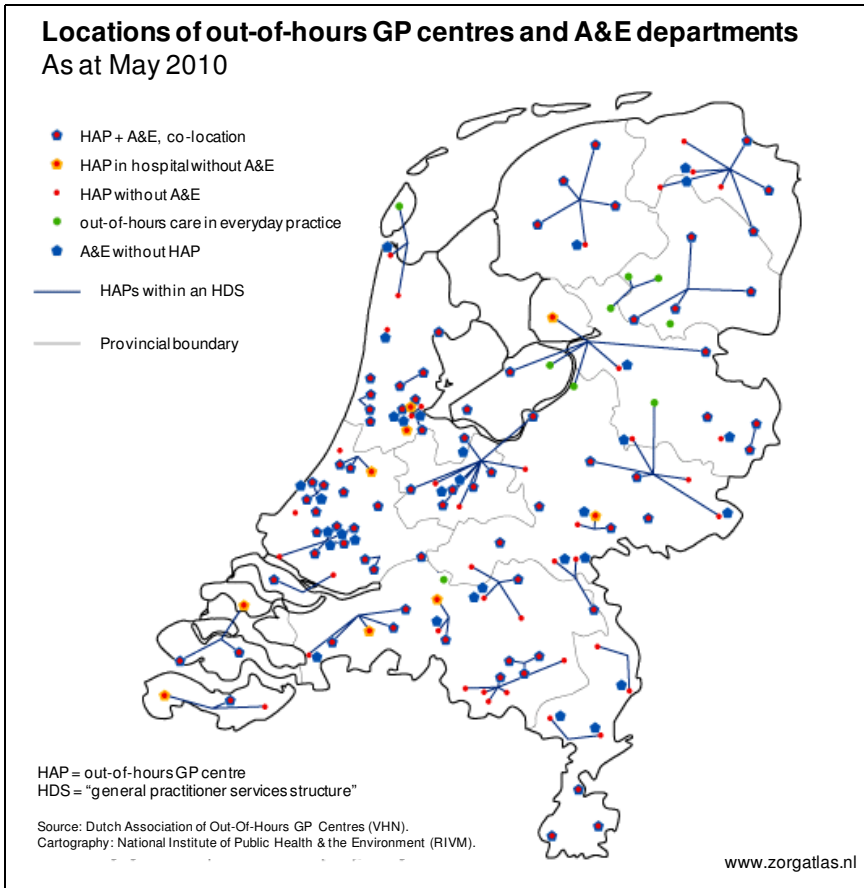 Locations of out-of-hours GP centres and A&E departments
As at May 2010
HAP + A&E, co-location
HAP in hospital without A&E
HAP without A&E
out-of-hours care in everyday practice
A&E without HAP
HAPs within an HDS
Provincial boundary
HAP = out-of-hours GP centre
HDS = “general practitioner services structure”
Source: Dutch Association of Out-Of-Hours GP Centres (VHN).
Cartography: National Institute of Public Health & the Environment (RIVM).
www.zorgatlas.nl